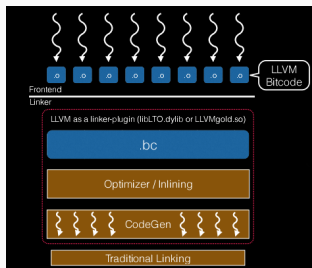 .o .o .o .o .o .o .o .o
LLVM
Bitcode
Frontend
Linker
LLVM as a linker-plugin (libLTO.dylib or LLVMgold.so)
.bc
Optimizer / Inlining
CodeGen
Traditional Linking